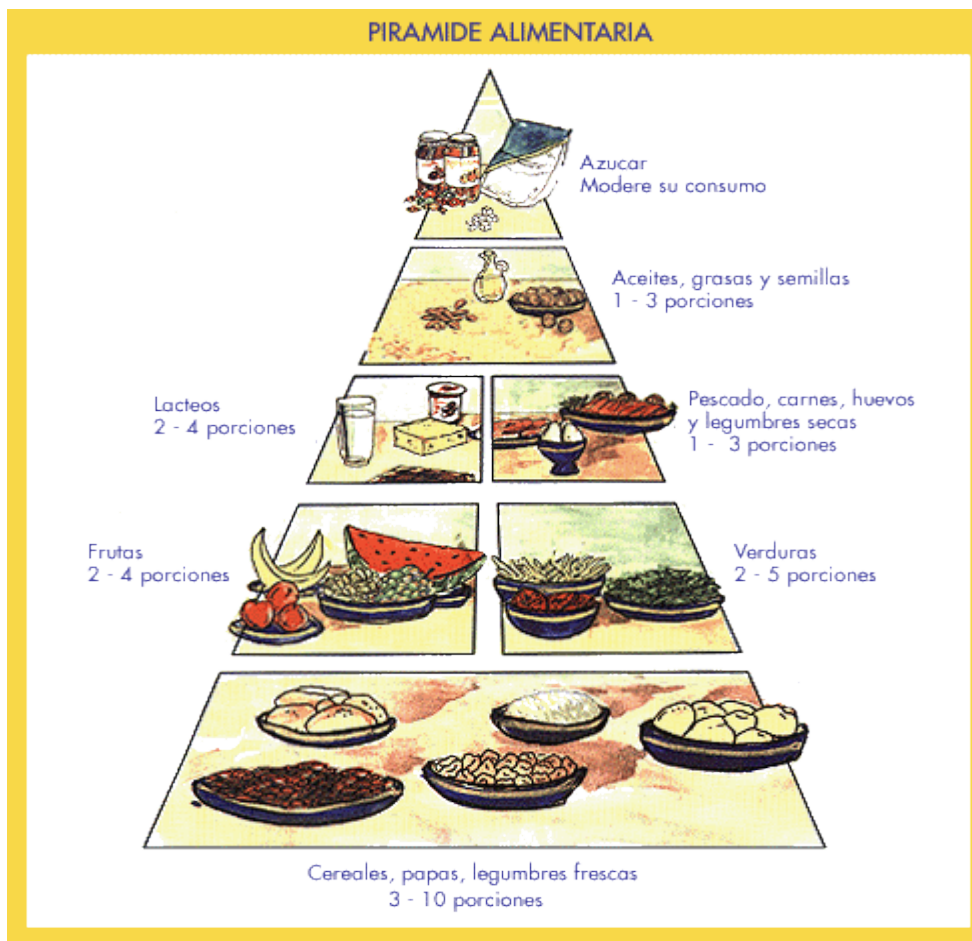 PIRAMIDE ALIMENTARIA
Azucar
Modere su consumo
Aceites, grasas y semillas
1 - 3 porciones
Lacteos
2 - 4 porciones
Pescado, carnes, huevos
y legumbres secas
1 - 3 porciones
Frutas
2 - 4 porciones
Verduras
2 - 5 porciones
Cereales, papas, legumbres frescas
3 - 10 porciones